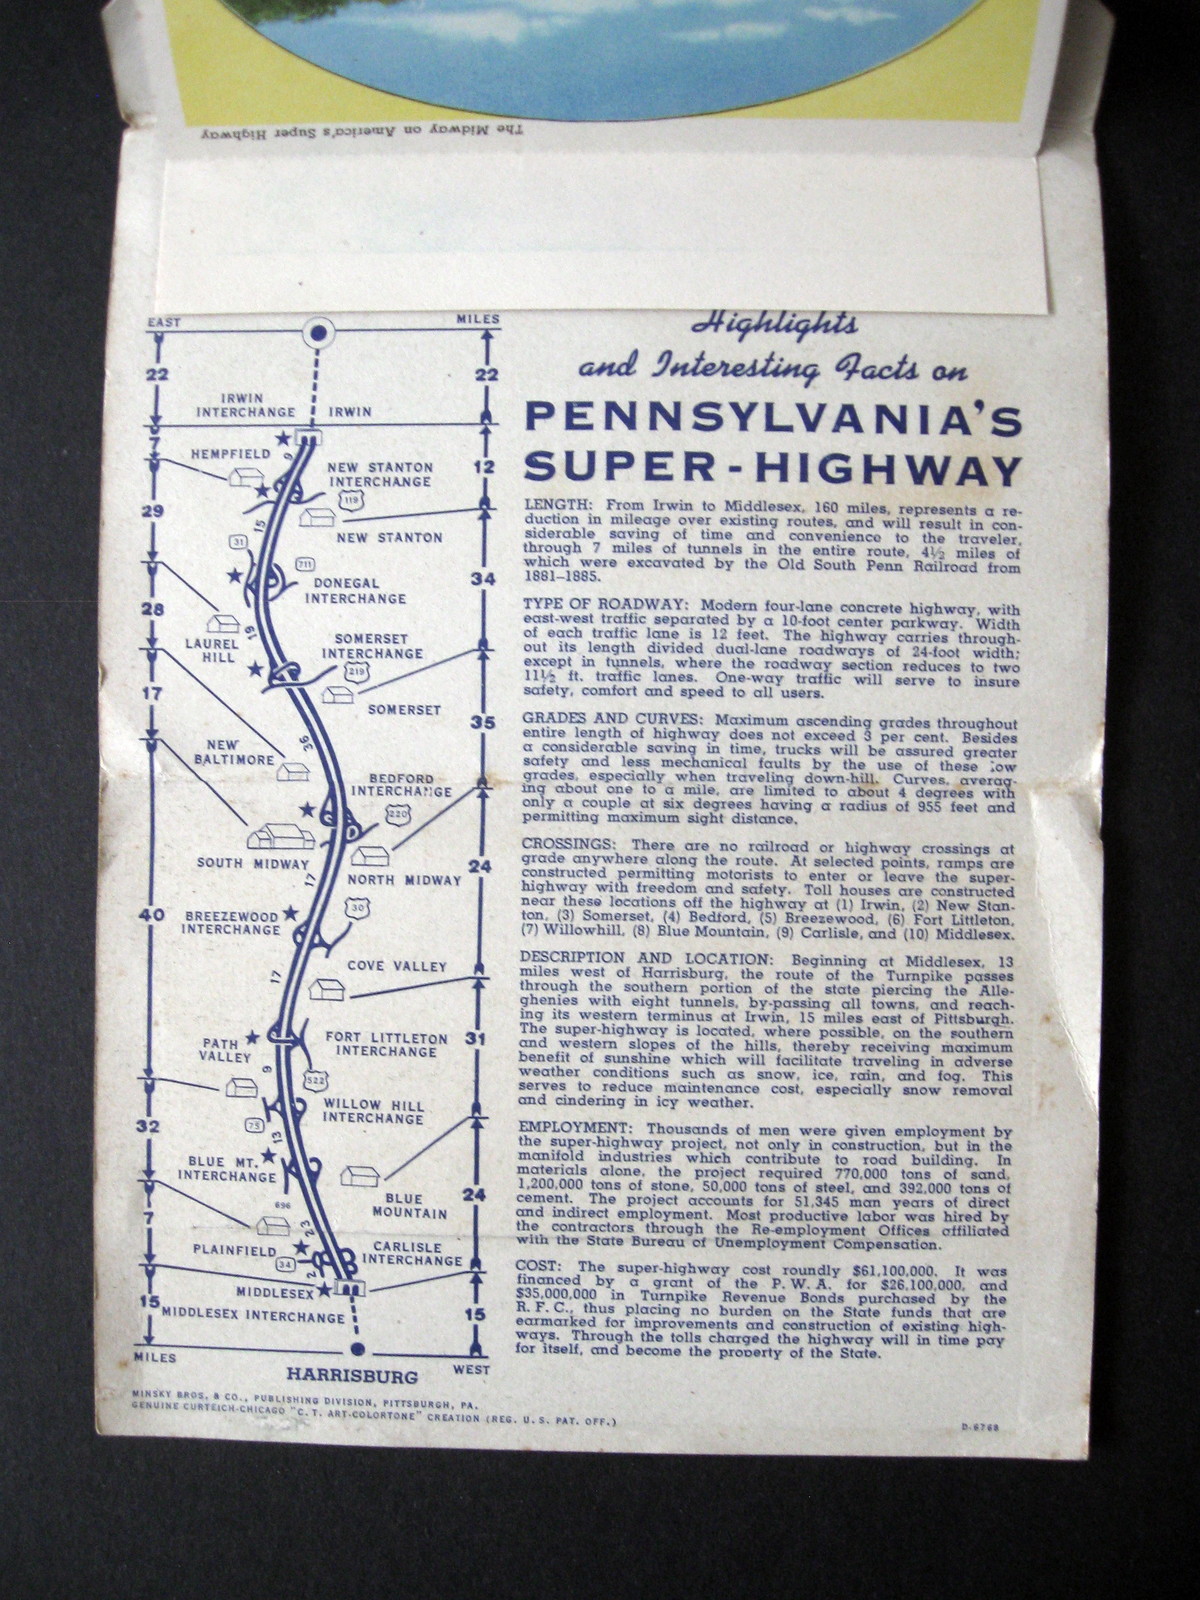 The Midway on America's Super Highway
EAST
MILES
22
22
IRWIN
INTERCHANGE
IRWIN
7
HEMPFIELD
9
NEW STANTON
INTERCHANGE
12
119
29
15
NEW STANTON
31
711
DONEGAL
INTERCHANGE
34
28
19
LAUREL
HILL
SOMERSET
INTERCHANGE
219
17
SOMERSET
35
36
NEW
BALTIMORE
BEDFORD
INTERCHANGE
220
SOUTH MIDWAY
NORTH MIDWAY
24
17
40
BREEZEWOOD
INTERCHANGE
30
COVE VALLEY
17
PATH
VALLEY
FORT LITTLETON
INTERCHANGE
31
9
522
WILLOW HILL
INTERCHANGE
75
32
13
BLUE MT.
INTERCHANGE
696
BLUE
MOUNTAIN
24
7
23
PLAINFIELD
34
CARLISLE
INTERCHANGE
2
MIDDLESEX
15
MIDDLESEX INTERCHANGE
15
MILES
WEST
HARRISBURG
MINSKY BROS. & CO., PUBLISHING DIVISION, PITTSBURGH, PA.
GENUINE CURTEICH-CHICAGO "C. T. ART-COLORTONE" CREATION (REG. U. S. PAT. OFF.)
Highlights
and Interesting Facts on
PENNSYLVANIA'S
SUPER-HIGHWAY
LENGTH: From Irwin to Middlesex, 160 miles, represents a re-
duction in mileage over existing routes, and will result in con-
siderable saving of time and convenience to the traveler,
through 7 miles of tunnels in the entire route, 4½ miles of
which were excavated by the Old South Penn Railroad from
1881-1885.
TYPE OF ROADWAY: Modern four-lane concrete highway, with
east-west traffic separated by a 10-foot center parkway. Width
of each traffic lane is 12 feet. The highway carries through-
out its length divided dual-lane roadways of 24-foot width;
except in tunnels, where the roadway section reduces to two
11½ ft. traffic lanes. One-way traffic will serve to insure
safety, comfort and speed to all users.
GRADES AND CURVES: Maximum ascending grades throughout
entire length of highway does not exceed 3 per cent. Besides
a considerable saving in time, trucks will be assured greater
safety and less mechanical faults by the use of these low
grades, especially when traveling down-hill. Curves, averag-
ing about one to a mile, are limited to about 4 degrees with
only a couple at six degrees having a radius of 955 feet and
permitting maximum sight distance.
CROSSINGS: There are no railroad or highway crossings at
grade anywhere along the route. At selected points, ramps are
constructed permitting motorists to enter or leave the super-
highway with freedom and safety. Toll houses are constructed
near these locations off the highway at (1) Irwin, (2) New Stan-
ton, (3) Somerset, (4) Bedford, (5) Breezewood, (6) Fort Littleton,
(7) Willowhill, (8) Blue Mountain, (9) Carlisle, and (10) Middlesex.
DESCRIPTION AND LOCATION: Beginning at Middlesex, 13
miles west of Harrisburg, the route of the Turnpike passes
through the southern portion of the state piercing the Alle-
ghenies with eight tunnels, by-passing all towns, and reach-
ing its western terminus at Irwin, 15 miles east of Pittsburgh.
The super-highway is located, where possible, on the southern
and western slopes of the hills, thereby receiving maximum
benefit of sunshine which will facilitate traveling in adverse
weather conditions such as snow, ice, rain, and fog. This
serves to reduce maintenance cost, especially snow removal
and cindering in icy weather.
EMPLOYMENT: Thousands of men were given employment by
the super-highway project, not only in construction, but in the
manifold industries which contribute to road building. In
materials alone, the project required 770,000 tons of sand,
1,200,000 tons of stone, 50,000 tons of steel, and 392,000 tons of
cement. The project accounts for 51,345 man years of direct
and indirect employment. Most productive labor was hired by
the contractors through the Re-employment Offices affiliated
with the State Bureau of Unemployment Compensation.
COST: The super-highway cost roundly $61,100,000. It was
financed by a grant of the P. W. A. for $26,100,000, and
$35,000,000 in Turnpike Revenue Bonds purchased by the
R. F. C., thus placing no burden on the State funds that are
earmarked for improvements and construction of existing high-
ways. Through the tolls charged the highway will in time pay
for itself, and become the property of the State.
D-6768